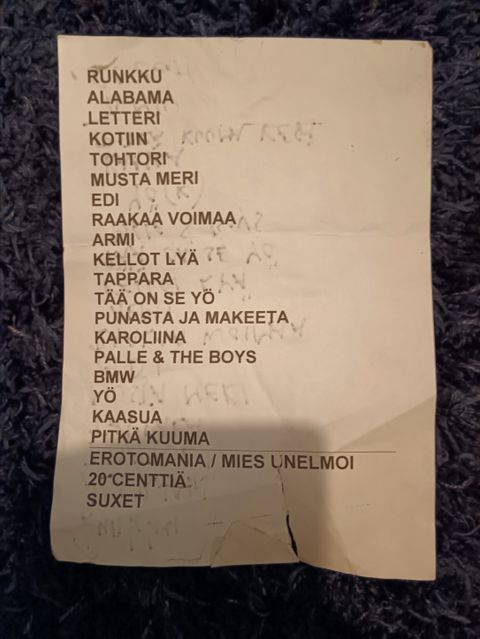 RUNKKU
ALABAMA
LETTERI
KOTIIN
TOHTORI
MUSTA MERI
EDI
RAAKAA VOIMAA
ARMI
KELLOT LYÄ
TAPPARA
TÄÄ ON SE YÖ
PUNASTA JA MAKEETA
KAROLIINA
PALLE & THE BOYS
BMW
YÖ
KAASUA
PITKÄ KUUMA
EROTOMANIA / MIES UNELMOI
20 CENTTIÄ
SUXET